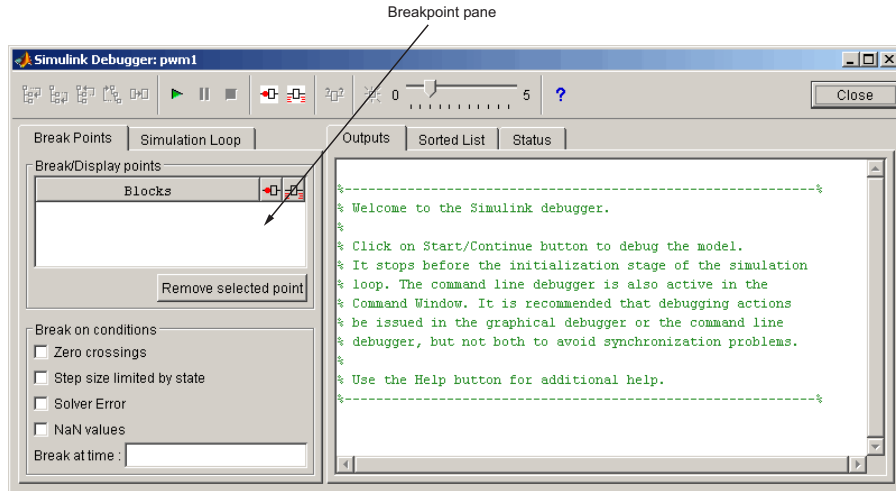 Breakpoint pane
Simulink Debugger: pwm1
0 5 ? Close
Break Points Simulation Loop
Break/Display points
Blocks
Remove selected point
Break on conditions
Zero crossings
Step size limited by state
Solver Error
NaN values
Break at time :
Outputs Sorted List Status
%----------------------------------------------------------------%
% Welcome to the Simulink debugger.
%
% Click on Start/Continue button to debug the model.
% It stops before the initialization stage of the simulation
% loop. The command line debugger is also active in the
% Command Window. It is recommended that debugging actions
% be issued in the graphical debugger or the command line
% debugger, but not both to avoid synchronization problems.
%
% Use the Help button for additional help.
%----------------------------------------------------------------%